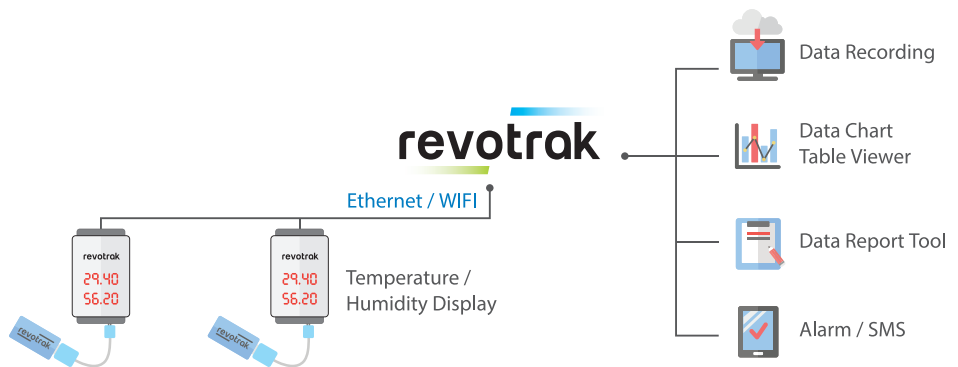 revotrak
Ethernet / WIFI
revotrak
29.40
56.20
revotrak
revotrak
29.40
56.20
revotrak
Temperature /
Humidity Display
Data Recording
Data Chart
Table Viewer
Data Report Tool
Alarm / SMS